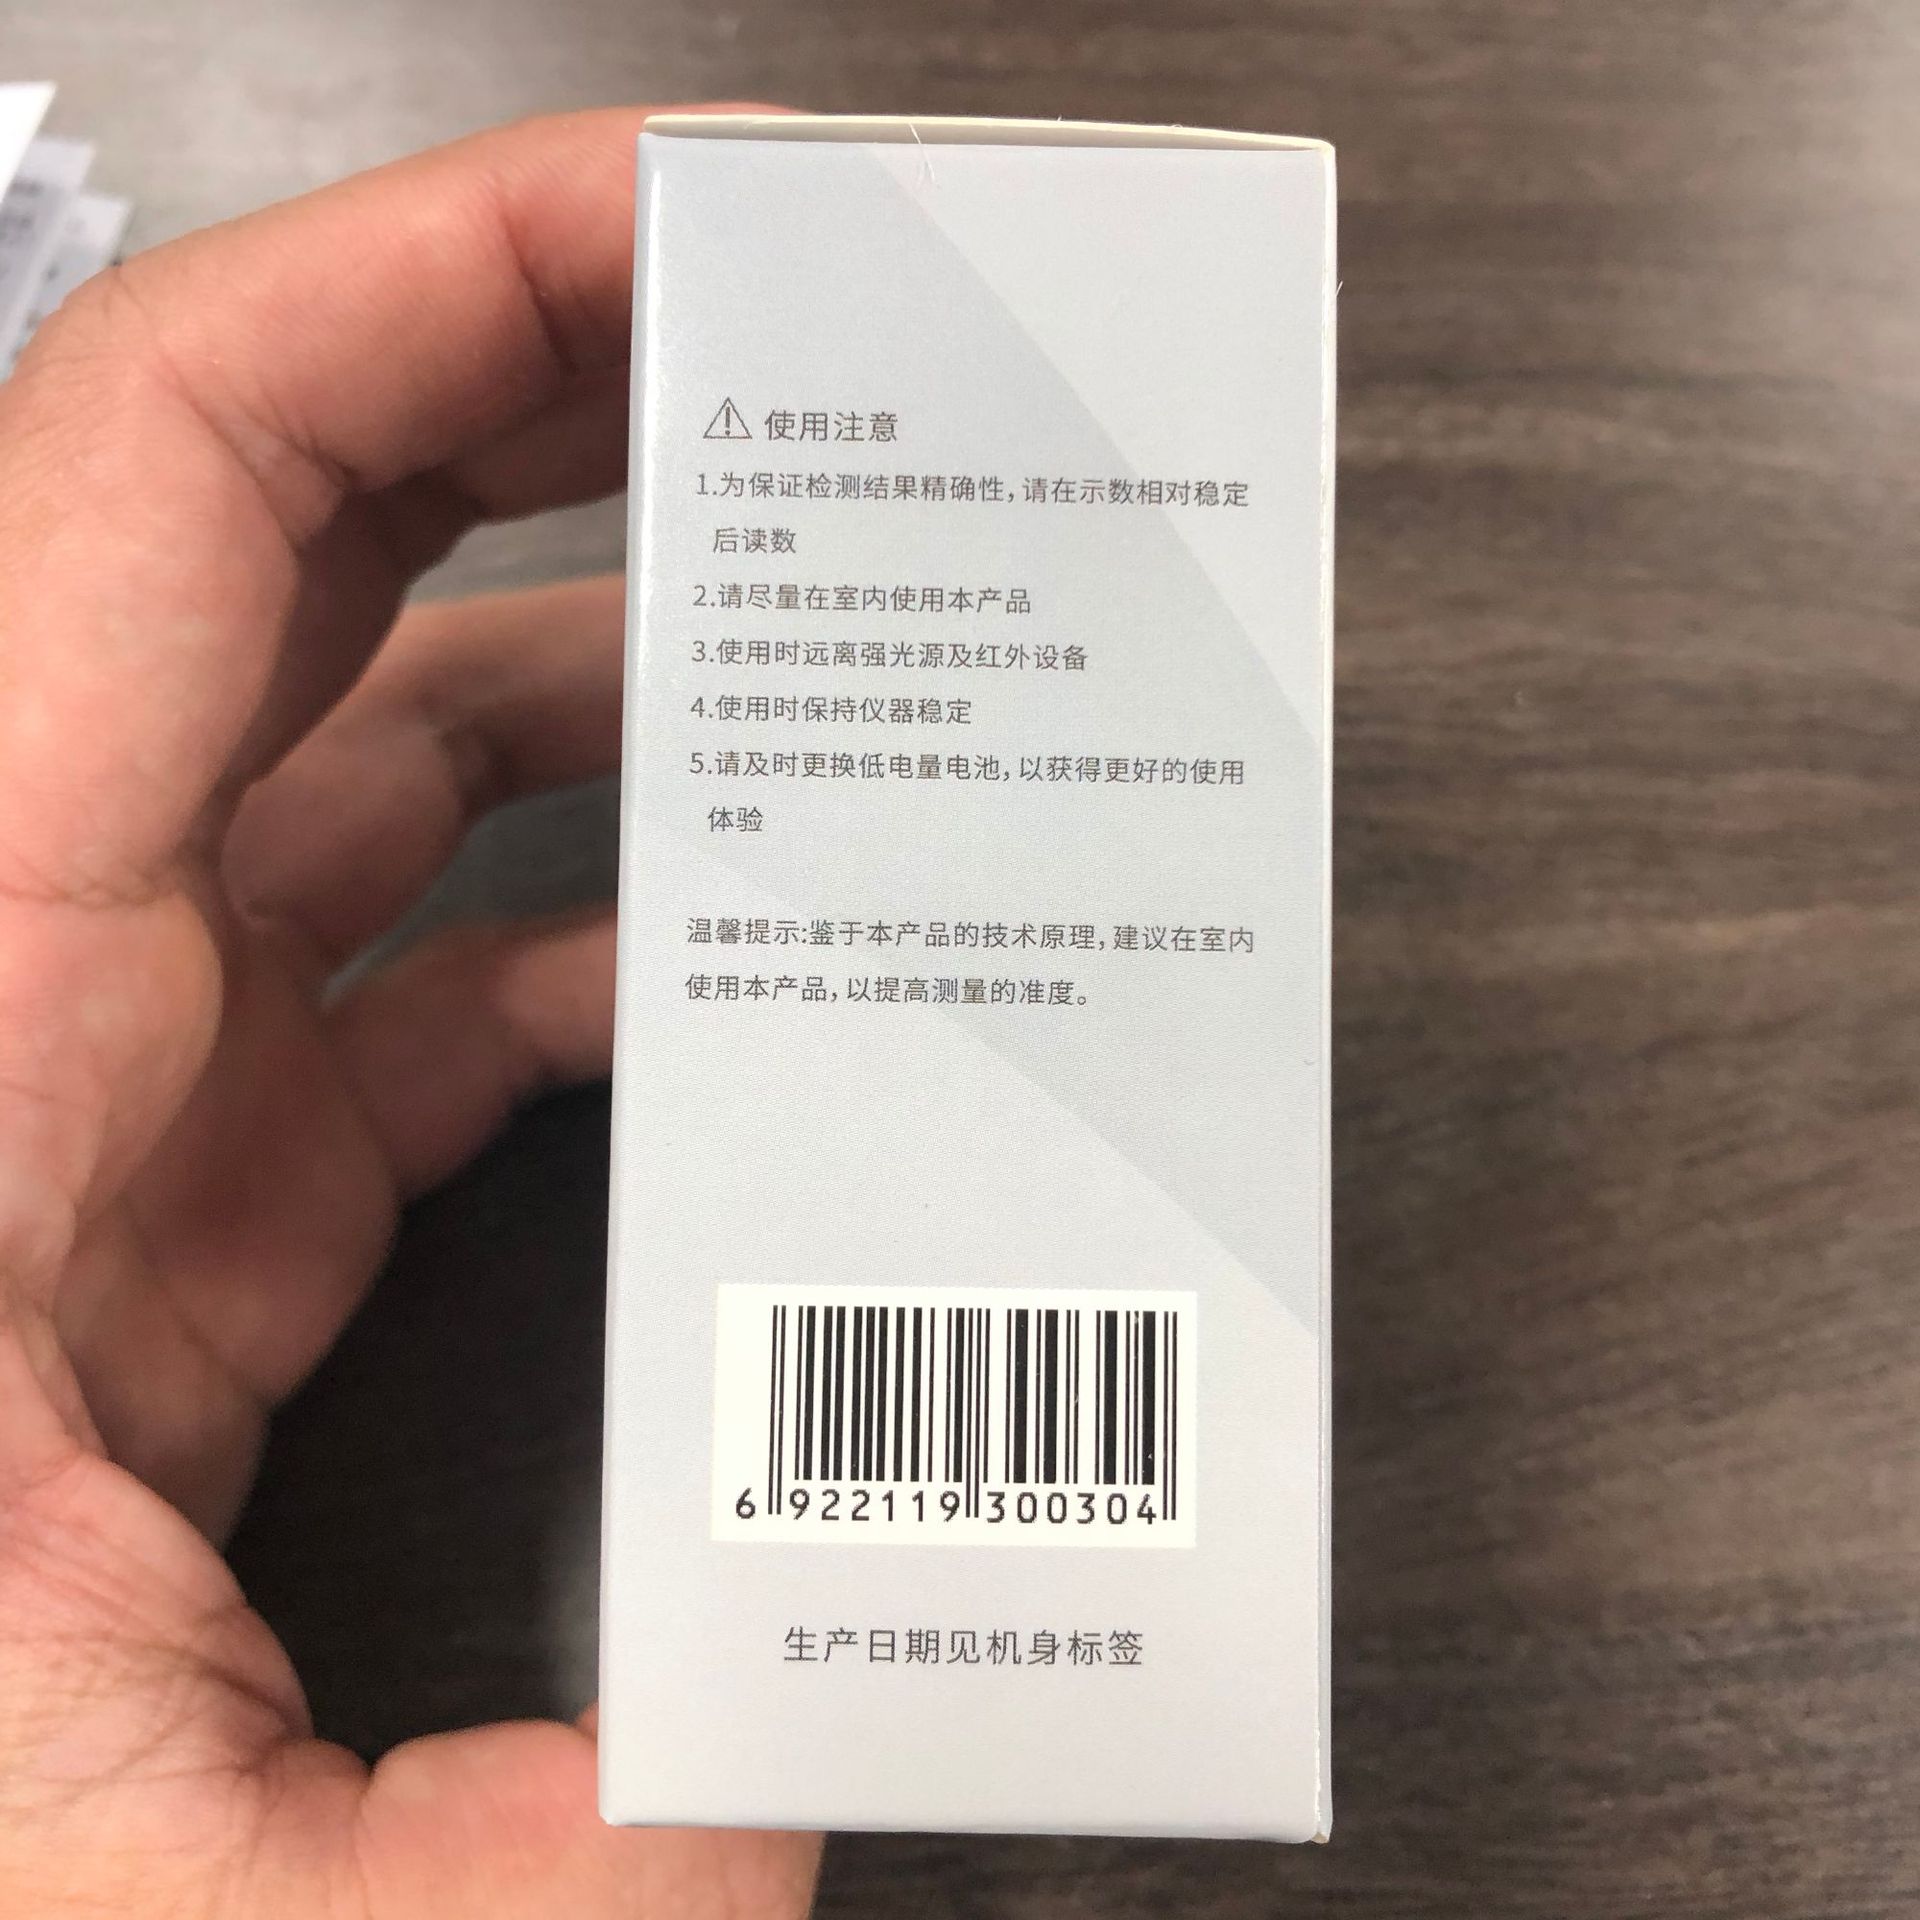 使用注意
1.为保证检测结果精确性,请在示数相对稳定
后读数
2.请尽量在室内使用本产品
3.使用时远离强光源及红外设备
4.使用时保持仪器稳定
5.请及时更换低电量电池,以获得更好的使用
体验
温馨提示:鉴于本产品的技术原理,建议在室内
使用本产品,以提高测量的准度。
6 922119 300304
生产日期见机身标签